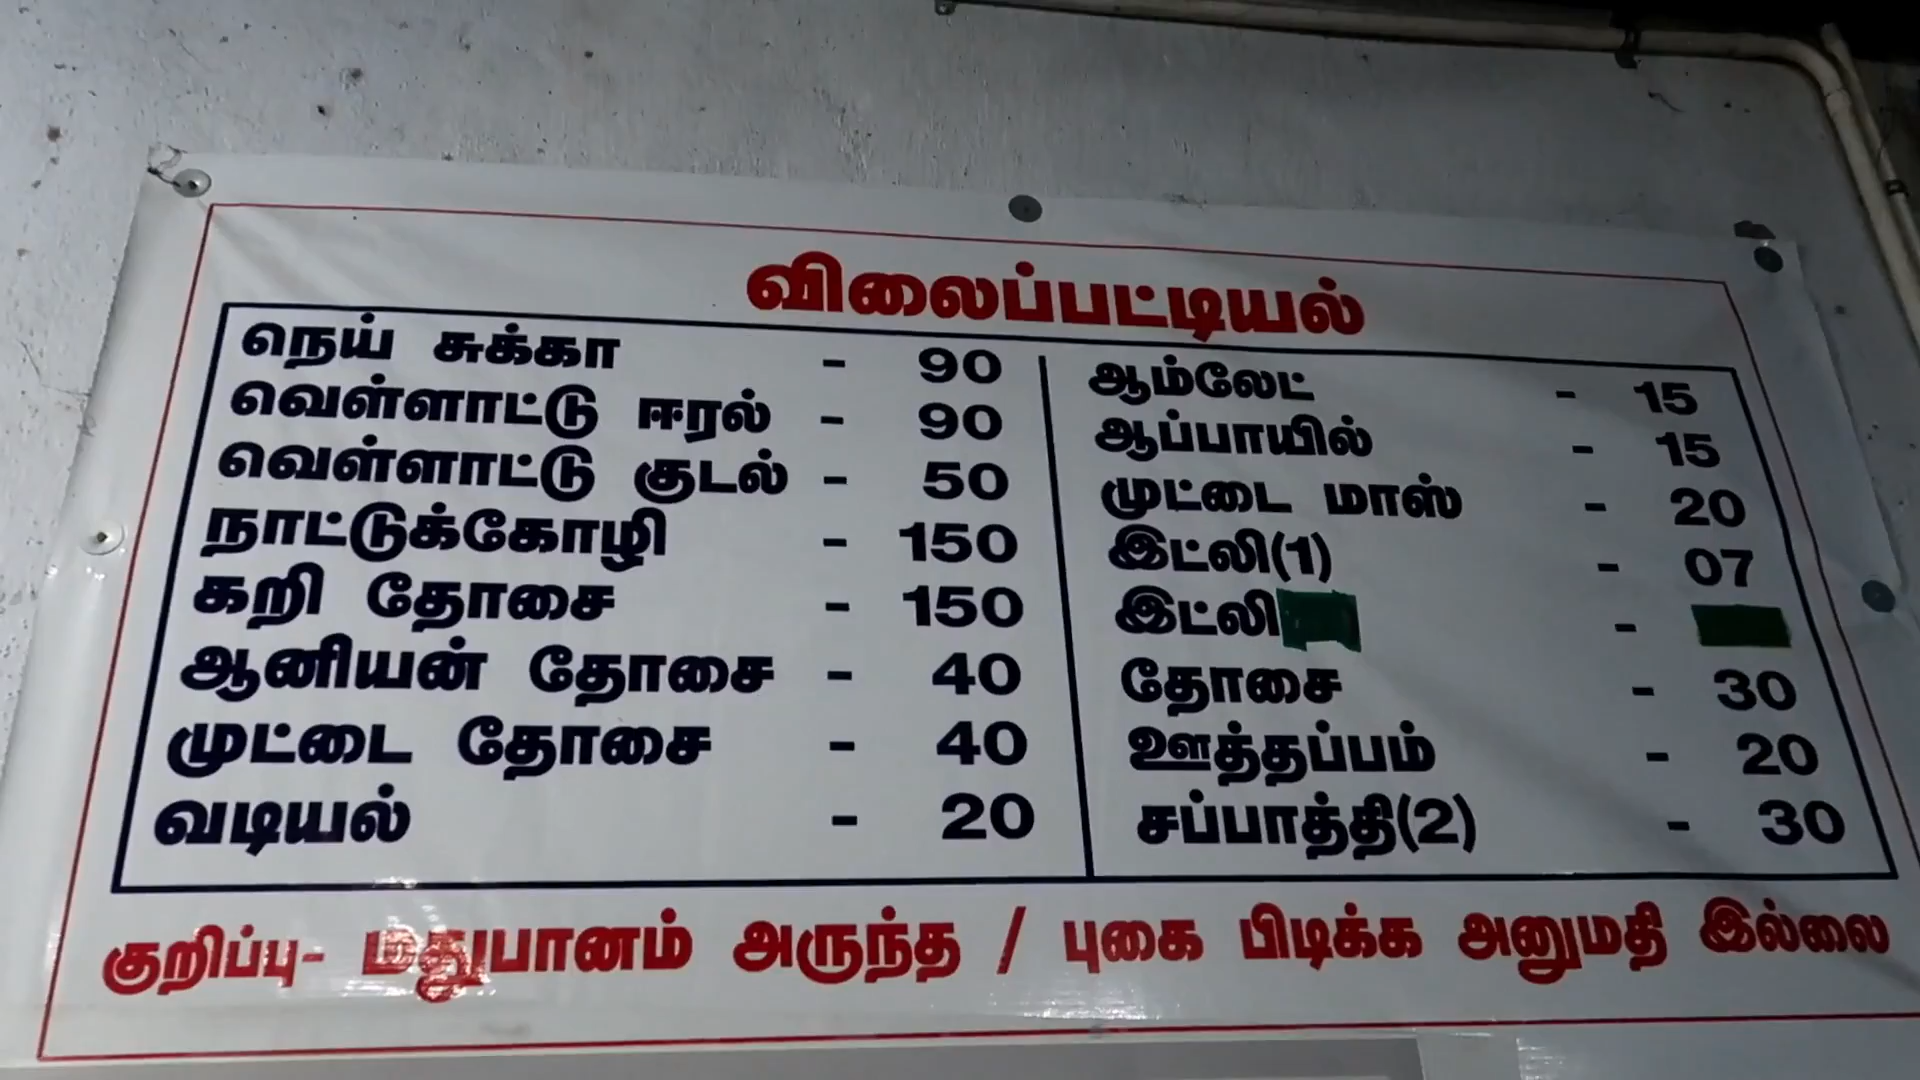 விலைப்பட்டியல்
நெய் சுக்கா - 90
வெள்ளாட்டு ஈரல் - 90
வெள்ளாட்டு குடல் - 50
நாட்டுக்கோழி - 150
கறி தோசை - 150
ஆனியன் தோசை - 40
முட்டை தோசை - 40
வடியல் - 20
ஆம்லேட் - 15
ஆப்பாயில் - 15
முட்டை மாஸ் - 20
இட்லி(1) - 07
இட்லி -
தோசை - 30
ஊத்தப்பம் - 20
சப்பாத்தி(2) - 30
குறிப்பு- மதுபானம் அருந்த / புகை பிடிக்க அனுமதி இல்லை